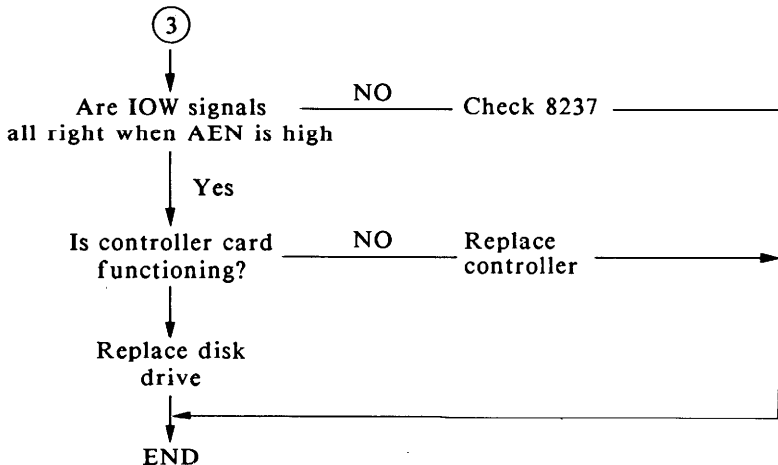 3
Are IOW signals
all right when AEN is high
NO
Check 8237
Yes
Is controller card
functioning?
NO
Replace
controller
Replace disk
drive
END